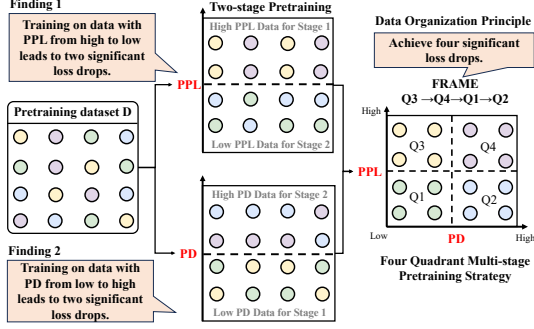 Finding 1
Training on data with
PPL from high to low
leads to two significant
loss drops.
Pretraining dataset D
Finding 2
Training on data with
PD from low to high
leads to two significant
loss drops.
Two-stage Pretraining
High PPL Data for Stage 1
PPL
Low PPL Data for Stage 2
High PD Data for Stage 2
PD
Low PD Data for Stage 1
Data Organization Principle
Achieve four significant
loss drops.
FRAME
Q3 →Q4→Q1→Q2
High
Q3
Q4
PPL
Q1
Q2
Low
PD
High
Four Quadrant Multi-stage
Pretraining Strategy